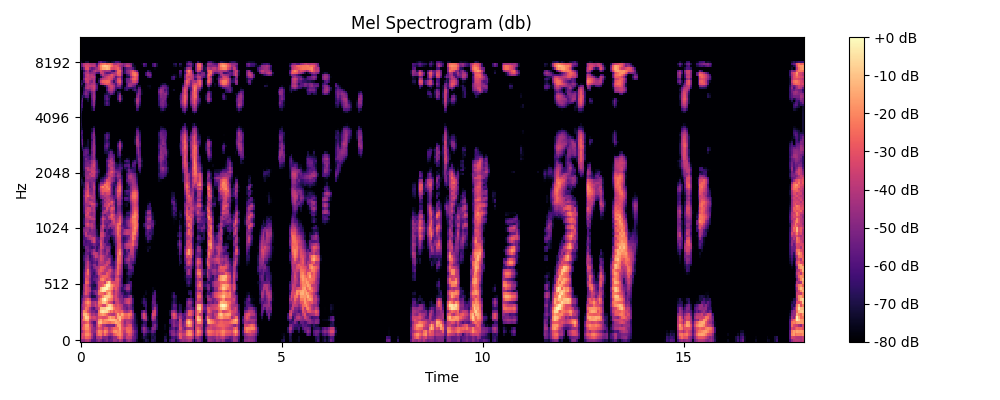 Mel Spectrogram (db)
8192
4096
2048
1024
512
0
Hz
0 5 10 15
Time
+0 dB
-10 dB
-20 dB
-30 dB
-40 dB
-50 dB
-60 dB
-70 dB
-80 dB